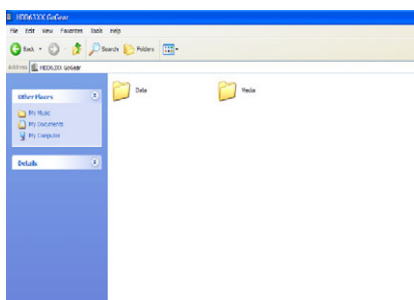 HDD63XX GoGear
File Edit View Favorites Tools Help
Back Search Folders
Address HDD63XX GoGear
Other Places
My Music
My Documents
My Computer
Details
Data Media